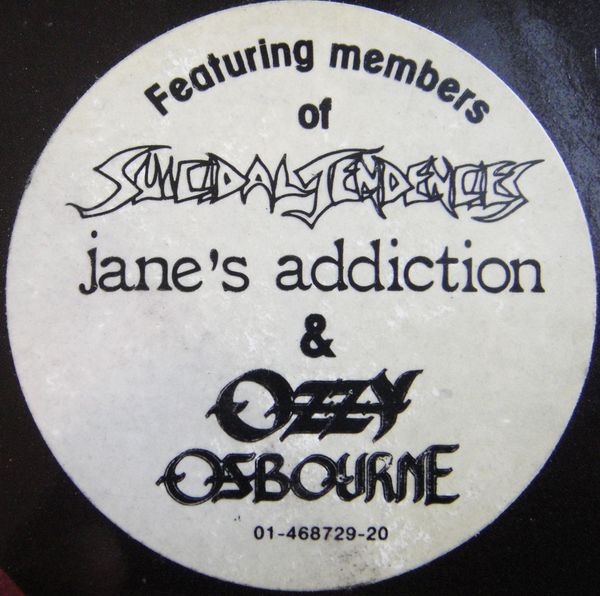 Featuring members
of
SUICIDAL TENDENCIES
jane's addiction
&
OZZY
OSBOURNE
01-468729-20